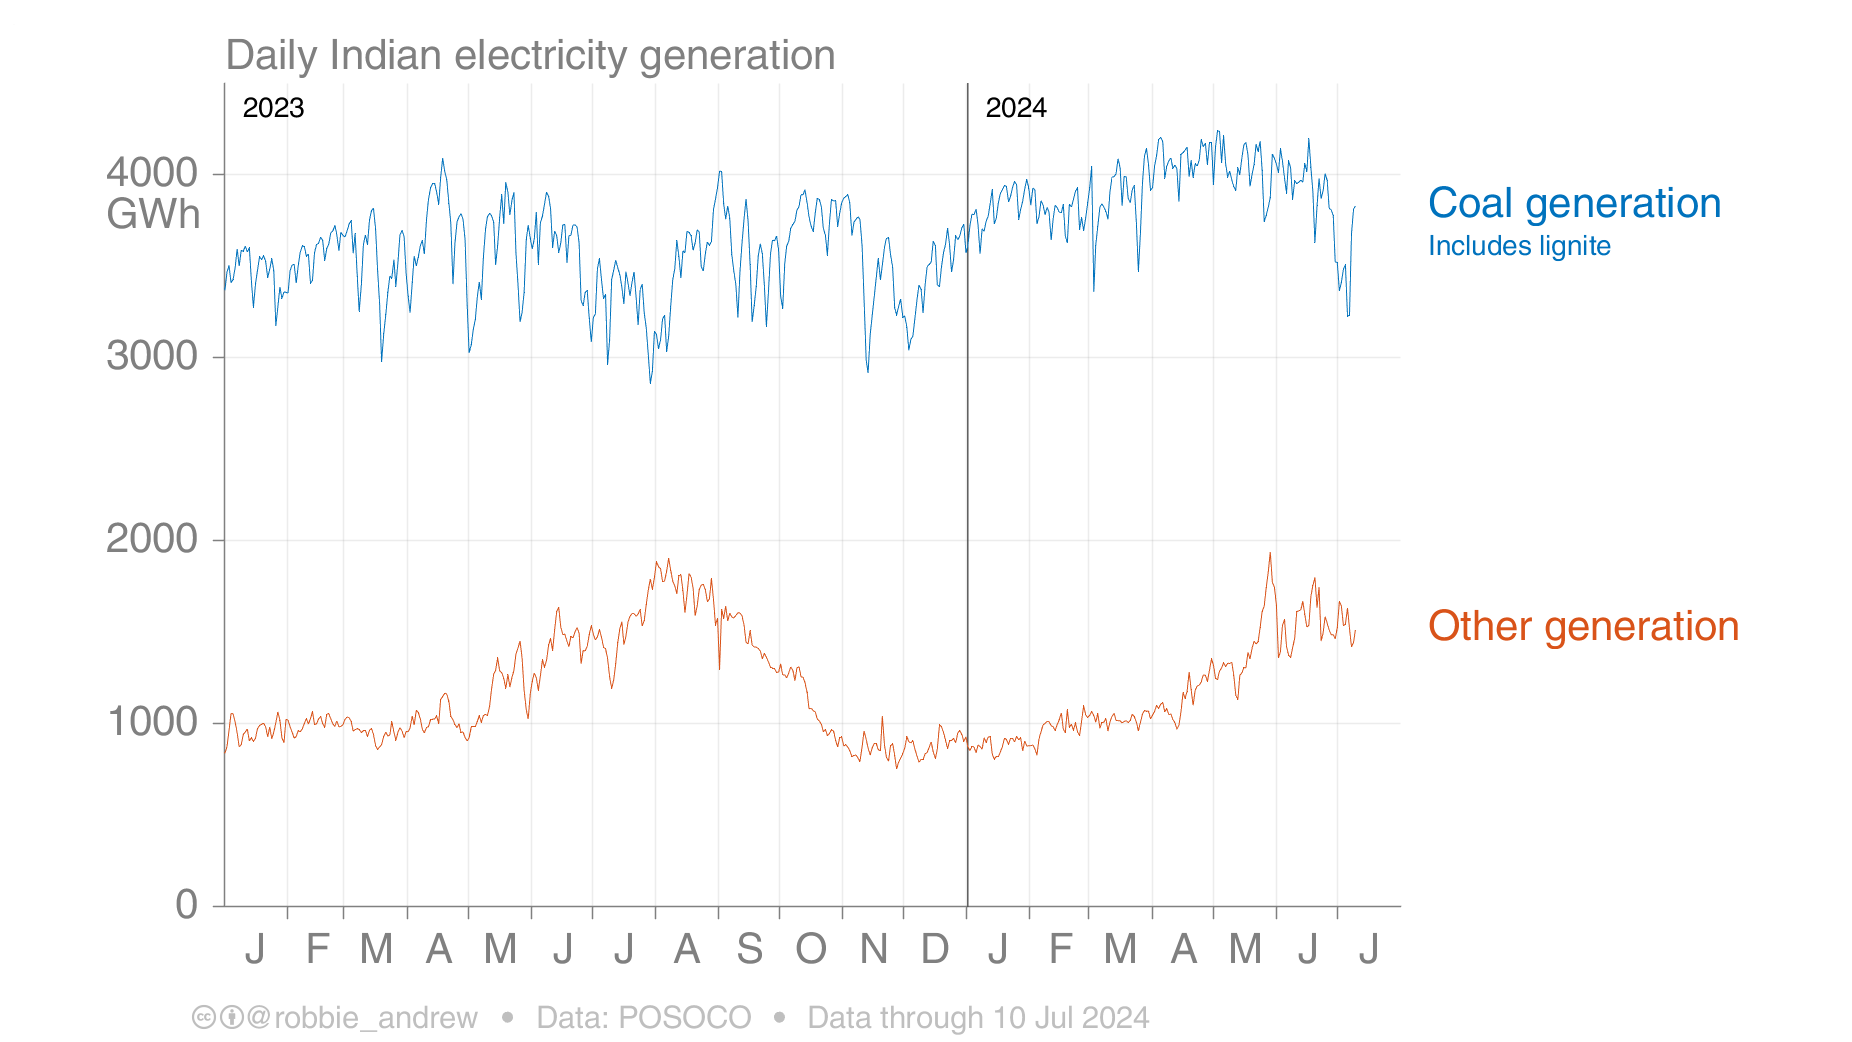 Daily Indian electricity generation
2023
2024
4000
GWh
3000
2000
1000
0
Coal generation
Includes lignite
Other generation
J F M A M J J A S O N D J F M A M J J
cc @robbie_andrew • Data: POSOCO • Data through 10 Jul 2024